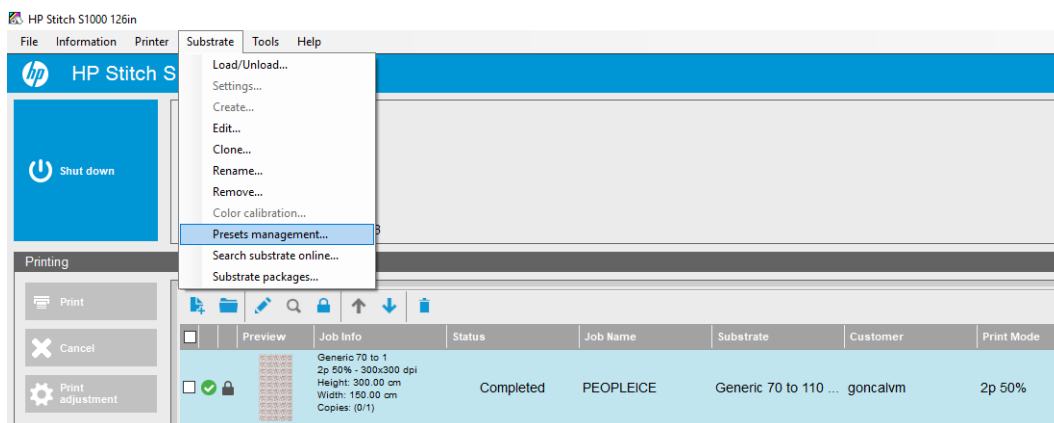 HP Stitch S1000 126in
File Information Printer Substrate Tools Help
hp HP Stitch S
Load/Unload...
Settings...
Create...
Edit...
Clone...
Rename...
Remove...
Color calibration...
Presets management...
Search substrate online...
Substrate packages...
Shut down
Printing
Print
Cancel
Print
adjustment
Preview Job Info Status Job Name Substrate Customer Print Mode
Generic 70 to 1
2p 50% - 300x300 dpi
Height: 300.00 cm
Width: 150.00 cm
Copies: (0/1)
Completed PEOPLEICE Generic 70 to 110 ... goncalvm 2p 50%